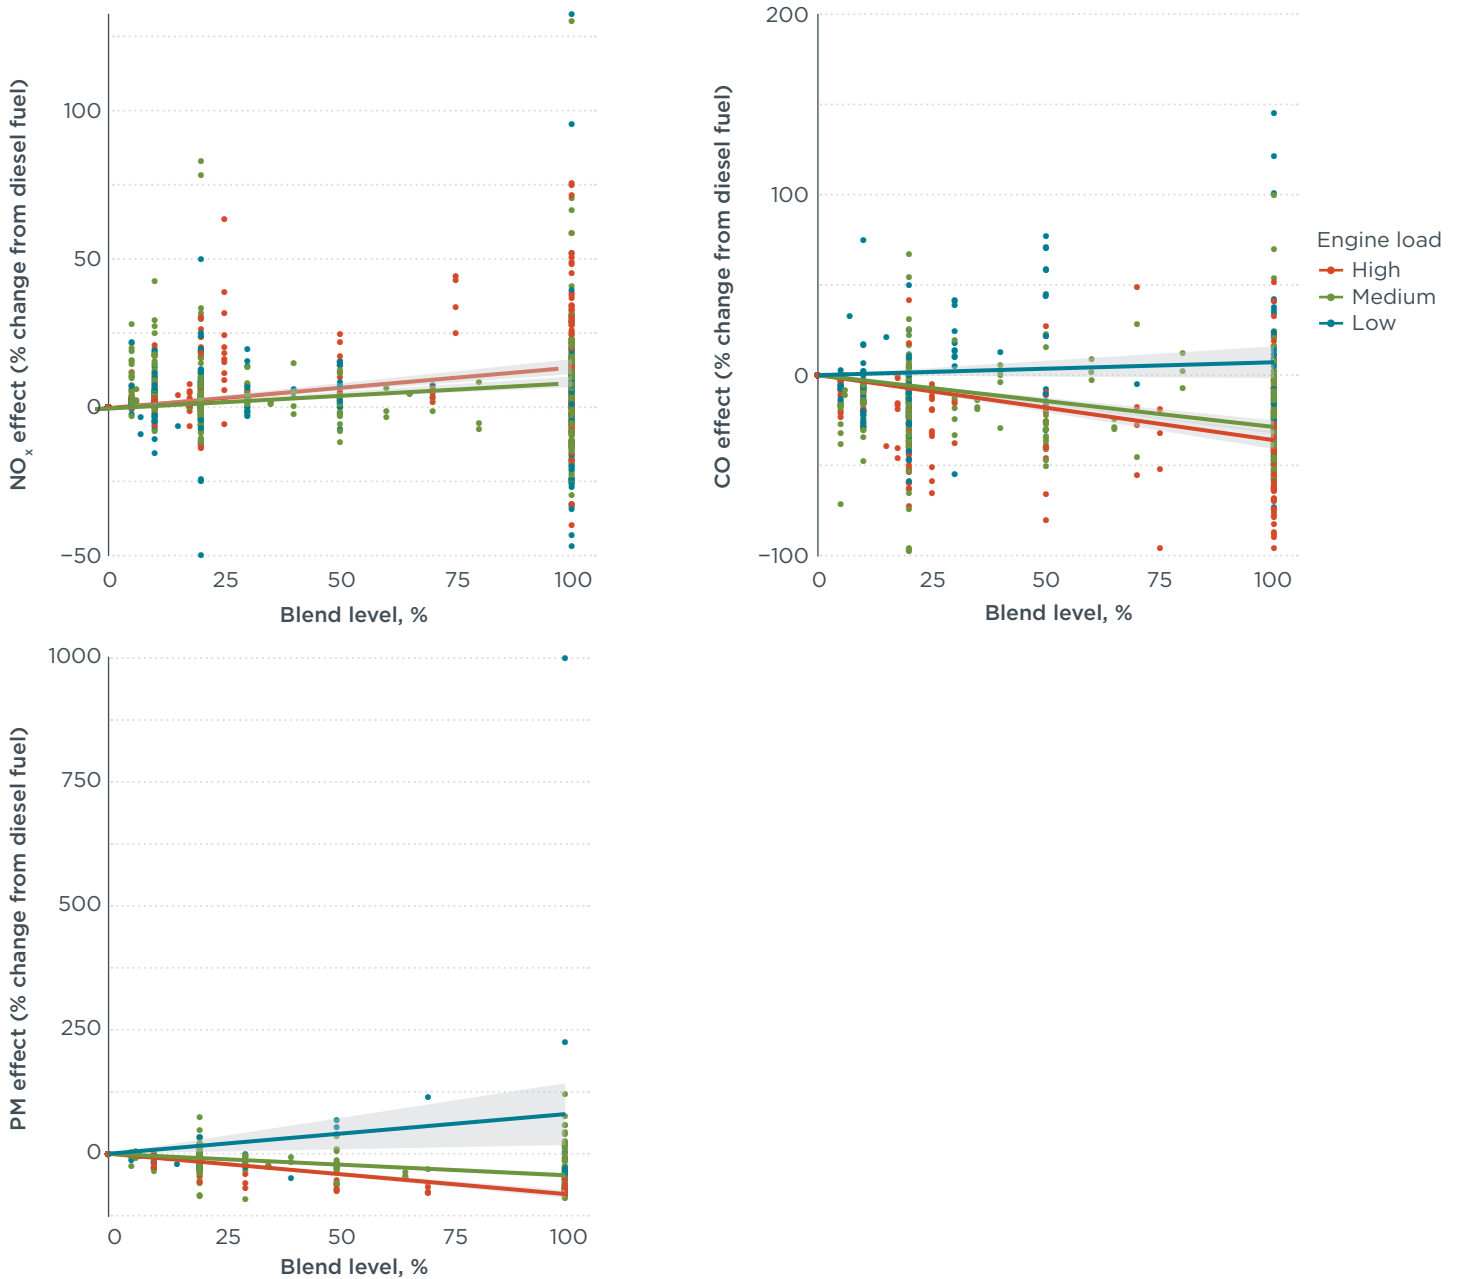 NOx effect (% change from diesel fuel)
100
50
0
−50
0 25 50 75 100
Blend level, %
CO effect (% change from diesel fuel)
200
100
0
−100
0 25 50 75 100
Blend level, %
Engine load
High
Medium
Low
PM effect (% change from diesel fuel)
1000
750
500
250
0
0 25 50 75 100
Blend level, %